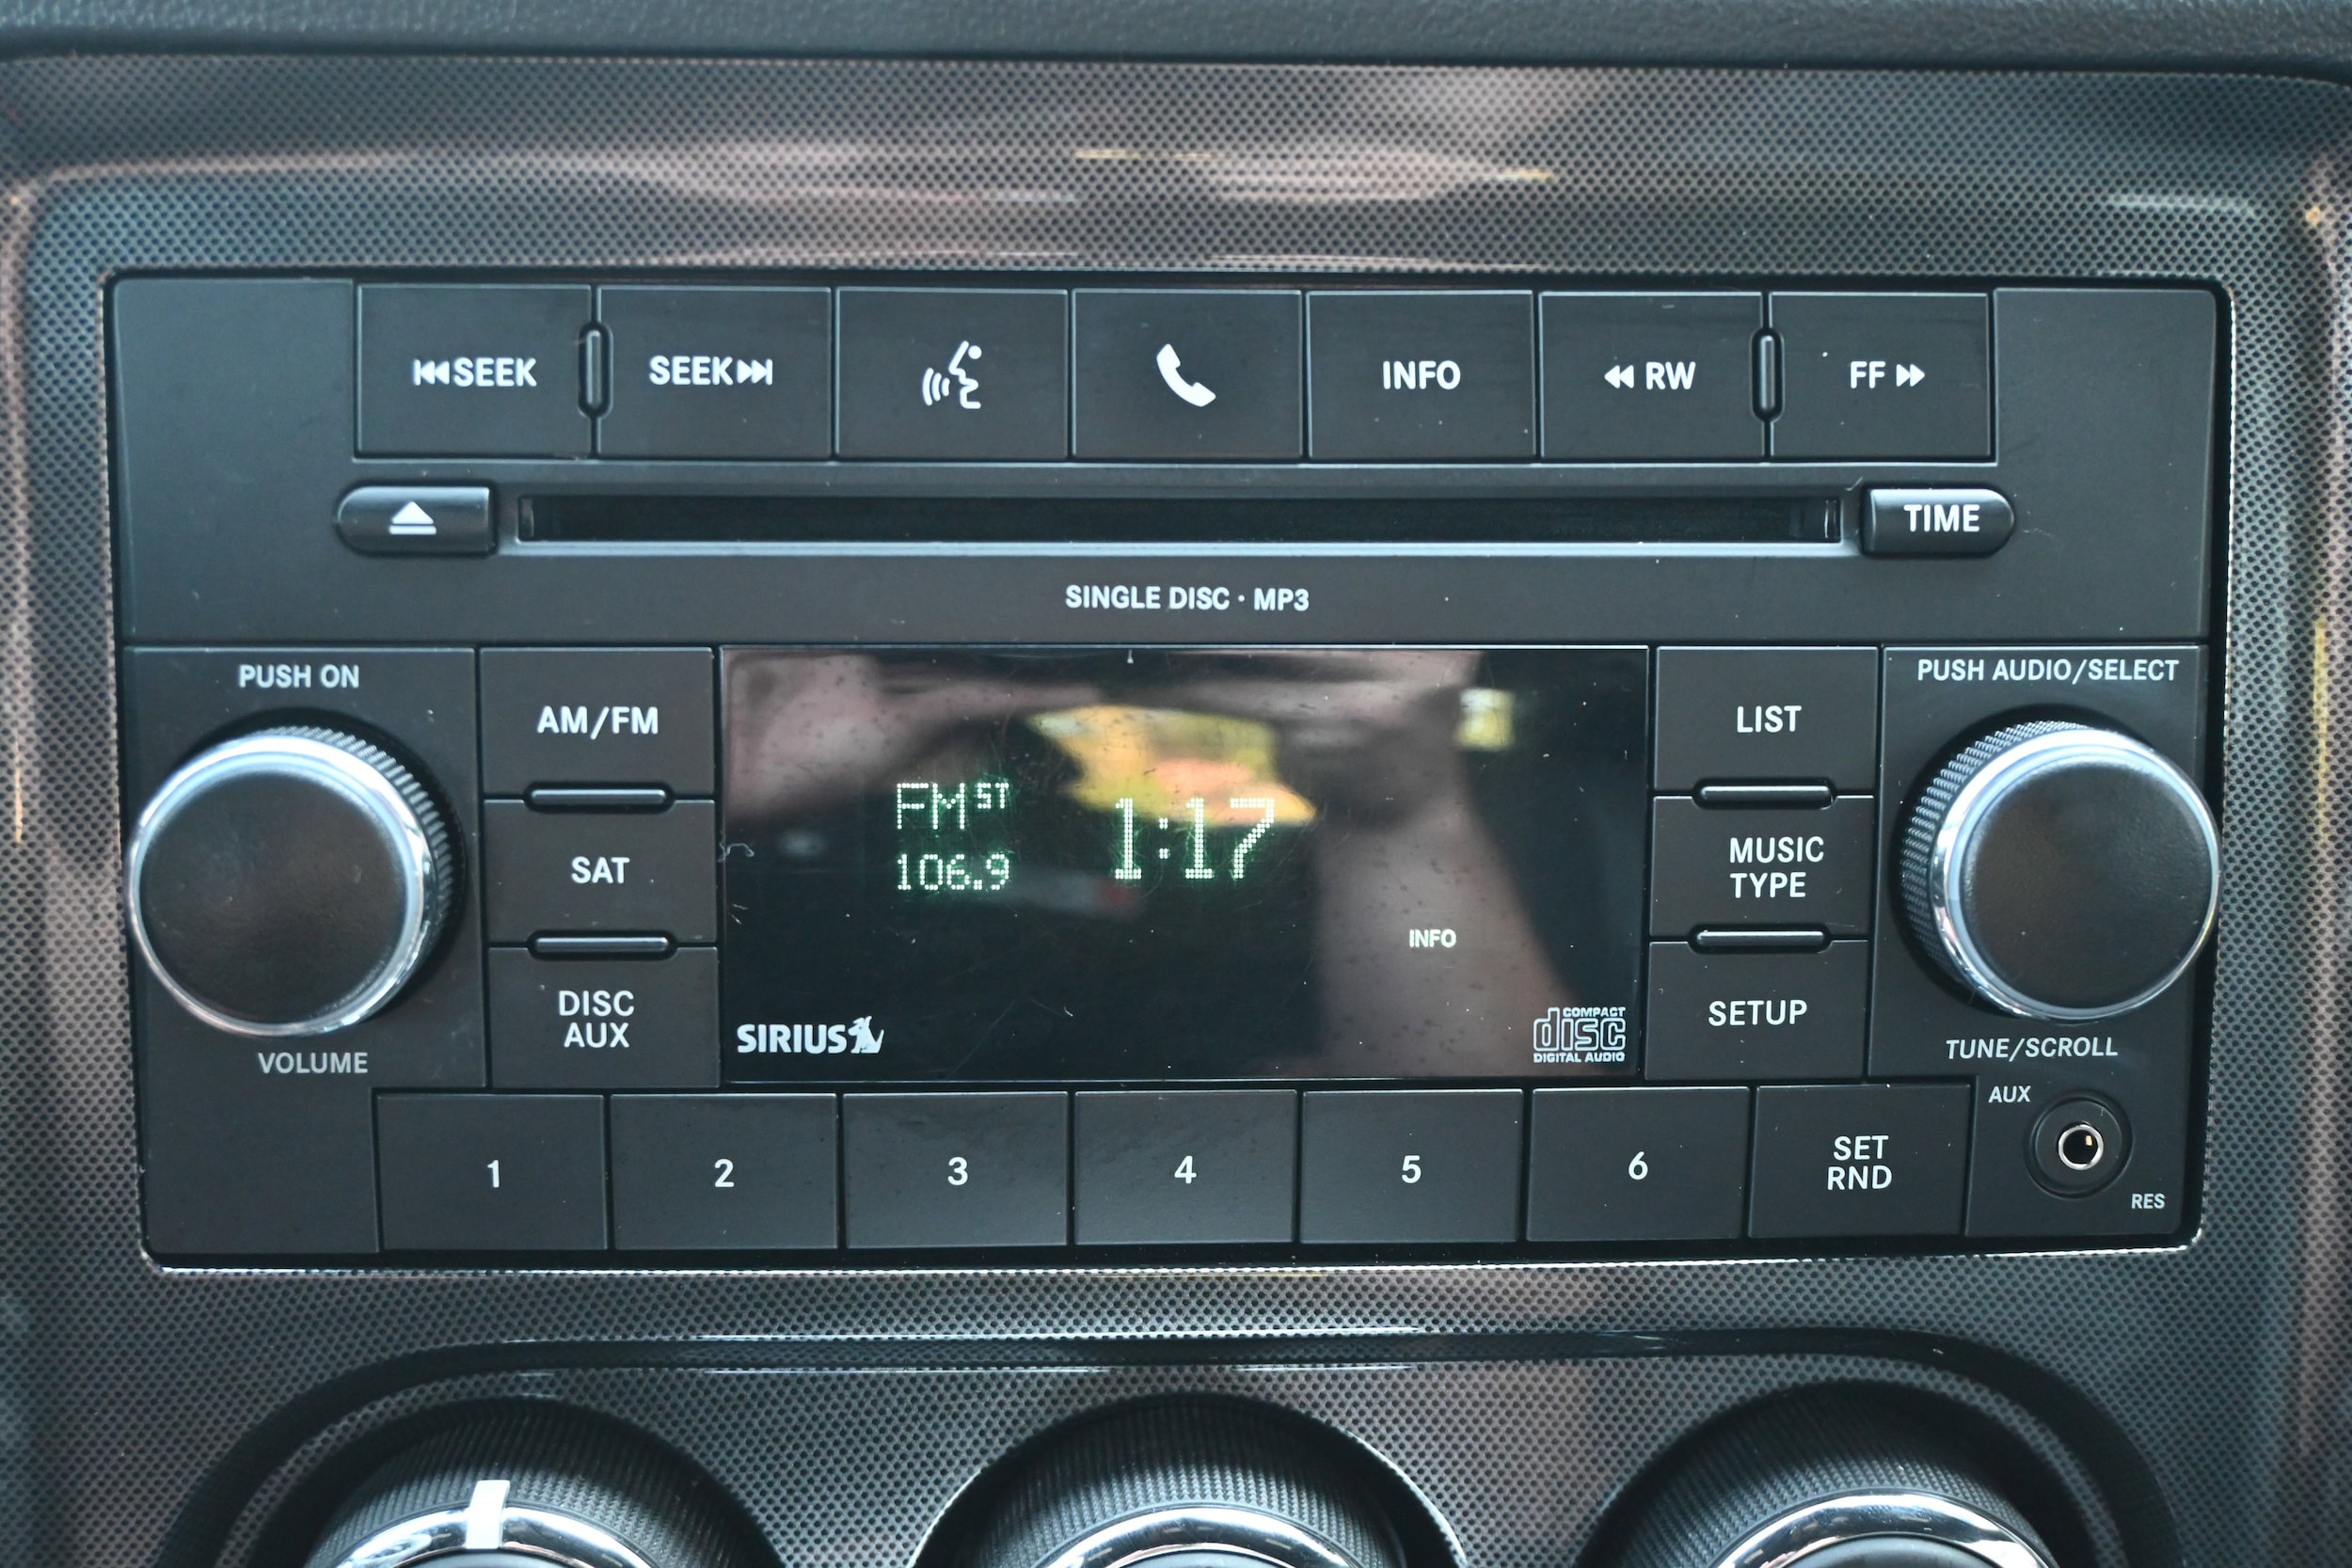 SEEK
SEEK
INFO
RW
FF
TIME
SINGLE DISC · MP3
PUSH ON
VOLUME
AM/FM
SAT
DISC
AUX
FM ST
106.9
1:17
INFO
SIRIUS
COMPACT
disc
DIGITAL AUDIO
LIST
MUSIC
TYPE
SETUP
PUSH AUDIO/SELECT
TUNE/SCROLL
1
2
3
4
5
6
SET
RND
AUX
RES